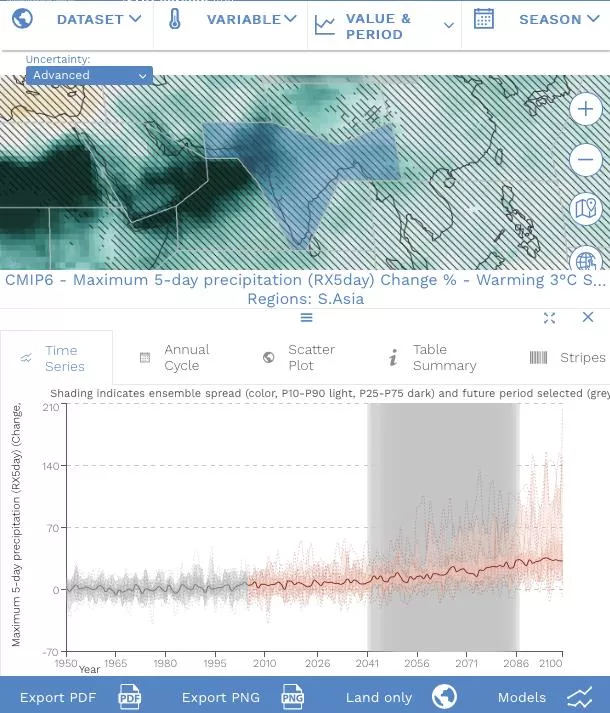 DATASET
VARIABLE
VALUE &
PERIOD
SEASON
Uncertainty:
Advanced
CMIP6 - Maximum 5-day precipitation (RX5day) Change % - Warming 3°C S...
Regions: S.Asia
Time
Series
Annual
Cycle
Scatter
Plot
Table
Summary
Stripes
Shading indicates ensemble spread (color, P10-P90 light, P25-P75 dark) and future period selected (grey
Maximum 5-day precipitation (RX5day) (Change,
210
140
70
0
-70
1950 1965 1980 1995 2010 2026 2041 2056 2071 2086 2100
Year
Export PDF
PDF
Export PNG
PNG
Land only
Models